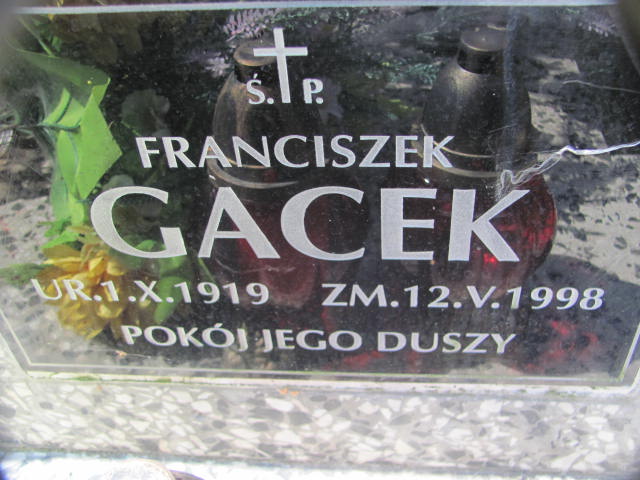 Ś. P.
FRANCISZEK
GACEK
UR.1.X.1919 ZM.12.V.1998
POKÓJ JEGO DUSZY